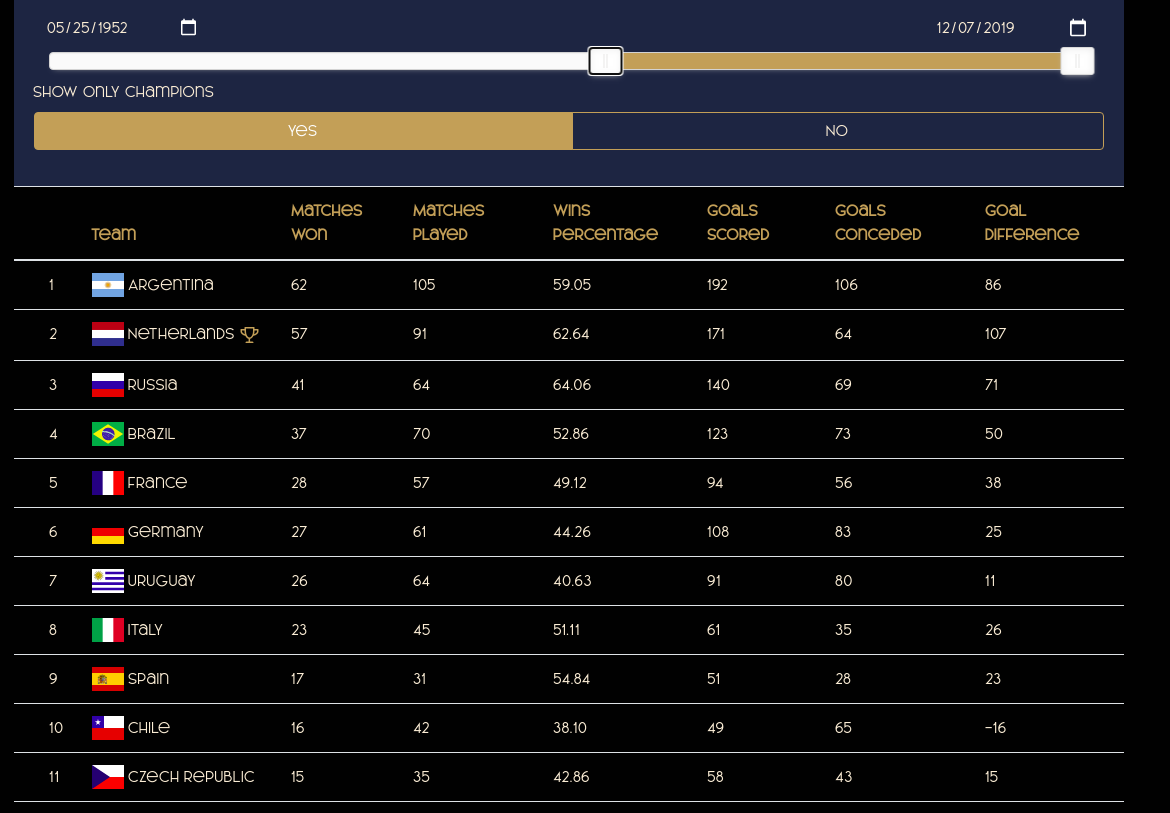 05/25/1952 12/07/2019
SHOW ONLY CHAMPIONS
Yes NO
Team Matches Won Matches Played Wins Percentage Goals Scored Goals Conceded Goal Difference
1 Argentina 62 105 59.05 192 106 86
2 Netherlands 57 91 62.64 171 64 107
3 Russia 41 64 64.06 140 69 71
4 Brazil 37 70 52.86 123 73 50
5 France 28 57 49.12 94 56 38
6 Germany 27 61 44.26 108 83 25
7 Uruguay 26 64 40.63 91 80 11
8 Italy 23 45 51.11 61 35 26
9 Spain 17 31 54.84 51 28 23
10 Chile 16 42 38.10 49 65 -16
11 Czech Republic 15 35 42.86 58 43 15